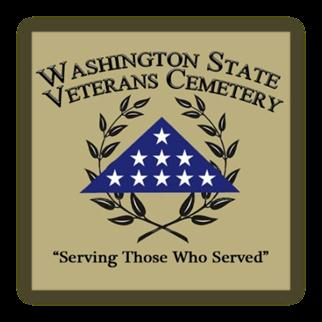 Washington State
Veterans Cemetery
“Serving Those Who Served”